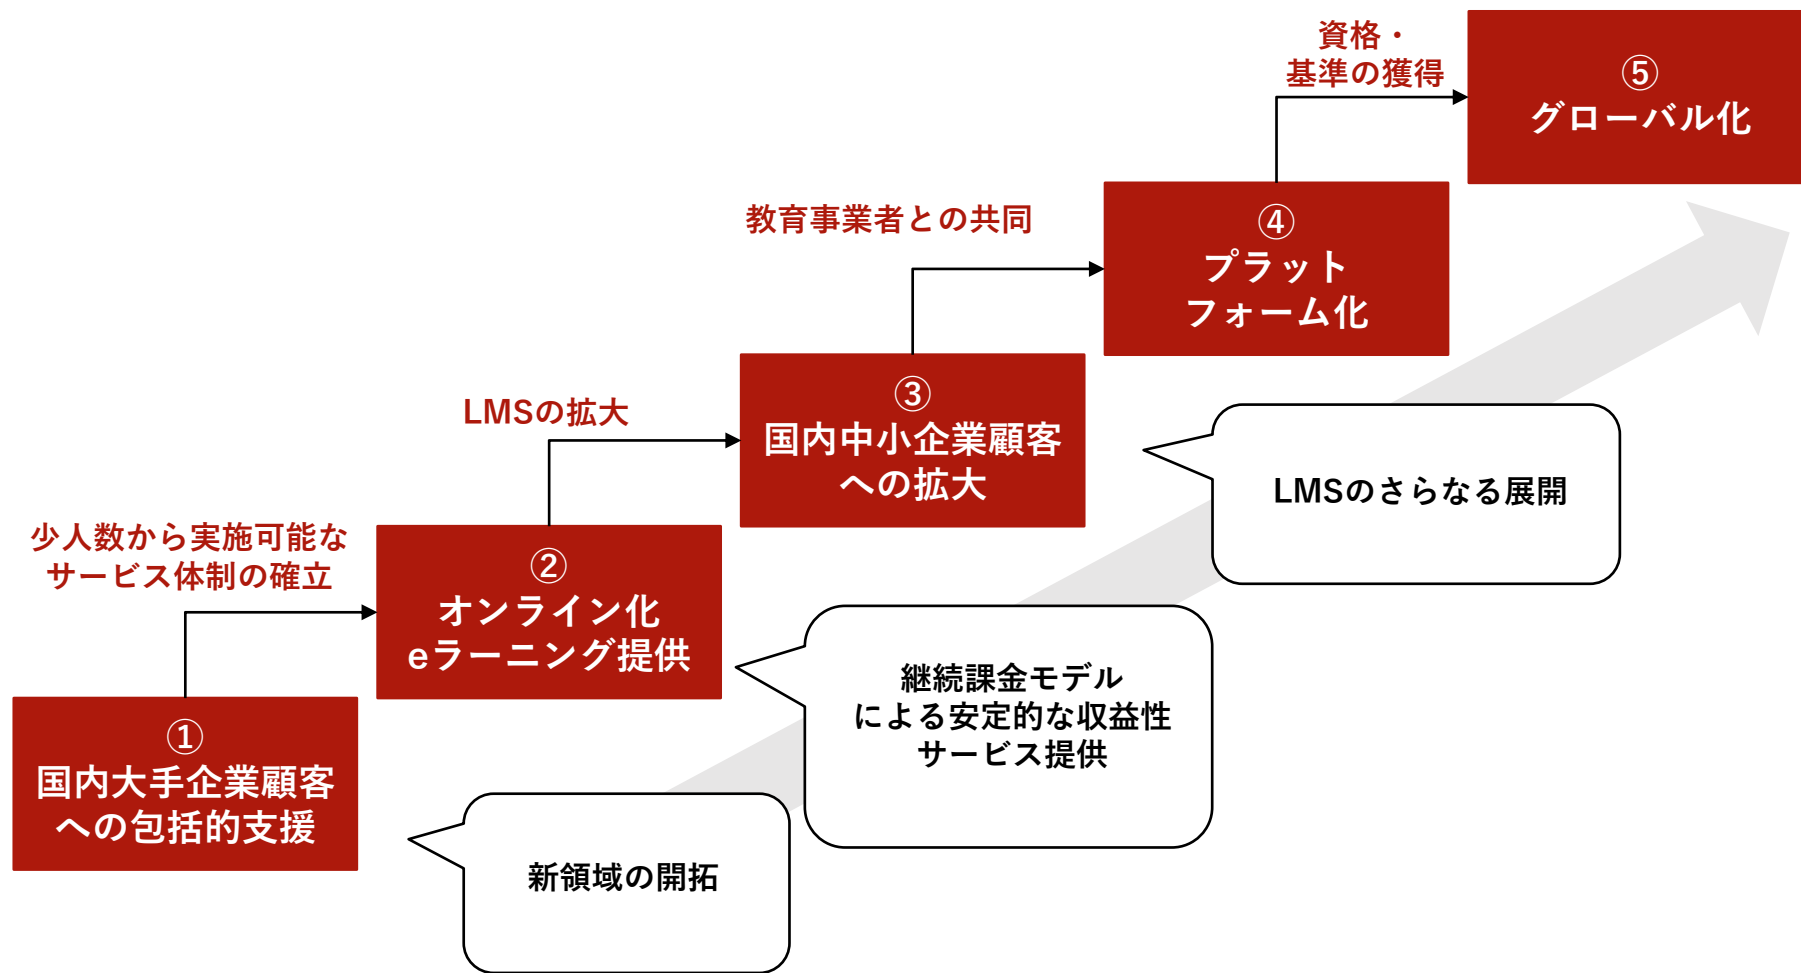 資格・
基準の獲得
⑤
グローバル化
教育事業者との共同
④
プラット
フォーム化
LMSの拡大
③
国内中小企業顧客
への拡大
LMSのさらなる展開
少人数から実施可能な
サービス体制の確立
②
オンライン化
eラーニング提供
継続課金モデル
による安定的な収益性
サービス提供
①
国内大手企業顧客
への包括的支援
新領域の開拓